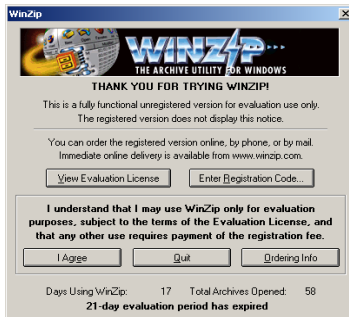 WinZip
WINZIP
THE ARCHIVE UTILITY FOR WINDOWS
THANK YOU FOR TRYING WINZIP!
This is a fully functional unregistered version for evaluation use only.
The registered version does not display this notice.
You can order the registered version online, by phone, or by mail.
Immediate online delivery is available from www.winzip.com.
View Evaluation License Enter Registration Code...
I understand that I may use WinZip only for evaluation
purposes, subject to the terms of the Evaluation License, and
that any other use requires payment of the registration fee.
I Agree Quit Ordering Info
Days Using WinZip: 17 Total Archives Opened: 58
21-day evaluation period has expired